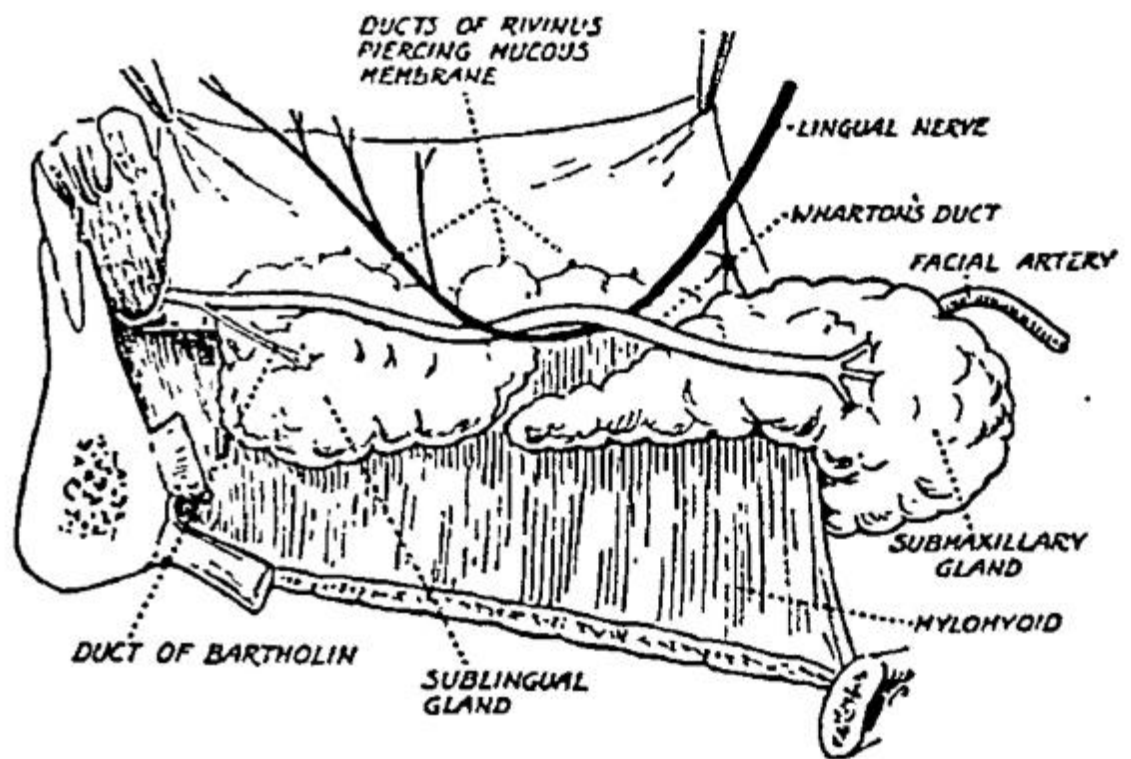 DUCTS OF RIVINUS
PIERCING MUCOUS
MEMBRANE
LINGUAL NERVE
WHARTON'S DUCT
FACIAL ARTERY
SUBMAXILLARY
GLAND
MYLOHYOID
DUCT OF BARTHOLIN
SUBLINGUAL
GLAND